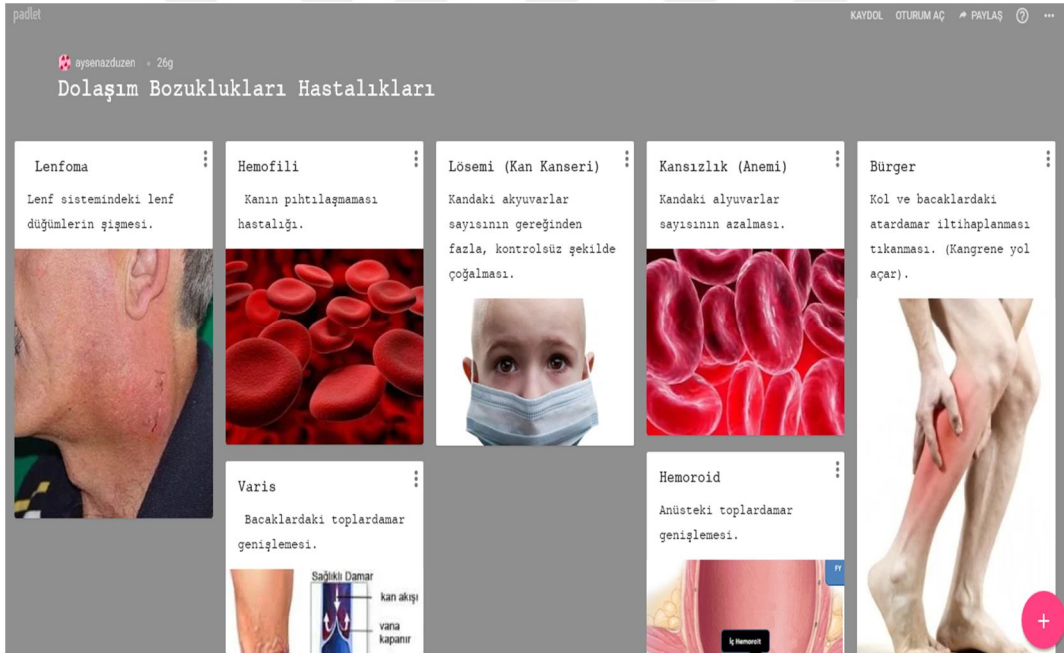 padlet
KAYDOL OTURUM AÇ PAYLAŞ ?
aysenazduzen • 26g
Dolaşım Bozuklukları Hastalıkları
Lenfoma
Lenf sistemindeki lenf
düğümlerin şişmesi.
Hemofili
Kanın pıhtılaşmaması
hastalığı.
Lösemi (Kan Kanseri)
Kandaki akyuvarlar
sayısının gereğinden
fazla, kontrolsüz şekilde
çoğalması.
Kansızlık (Anemi)
Kandaki alyuvarlar
sayısının azalması.
Bürger
Kol ve bacaklardaki
atardamar iltihaplanması
tıkanması. (Kangrene yol
açar).
Varis
Bacaklardaki toplardamar
genişlemesi.
Sağlıklı Damar
kan akışı
vana
kapanır
Hemoroid
Anüsteki toplardamar
genişlemesi.
FY
İç Hemoroit